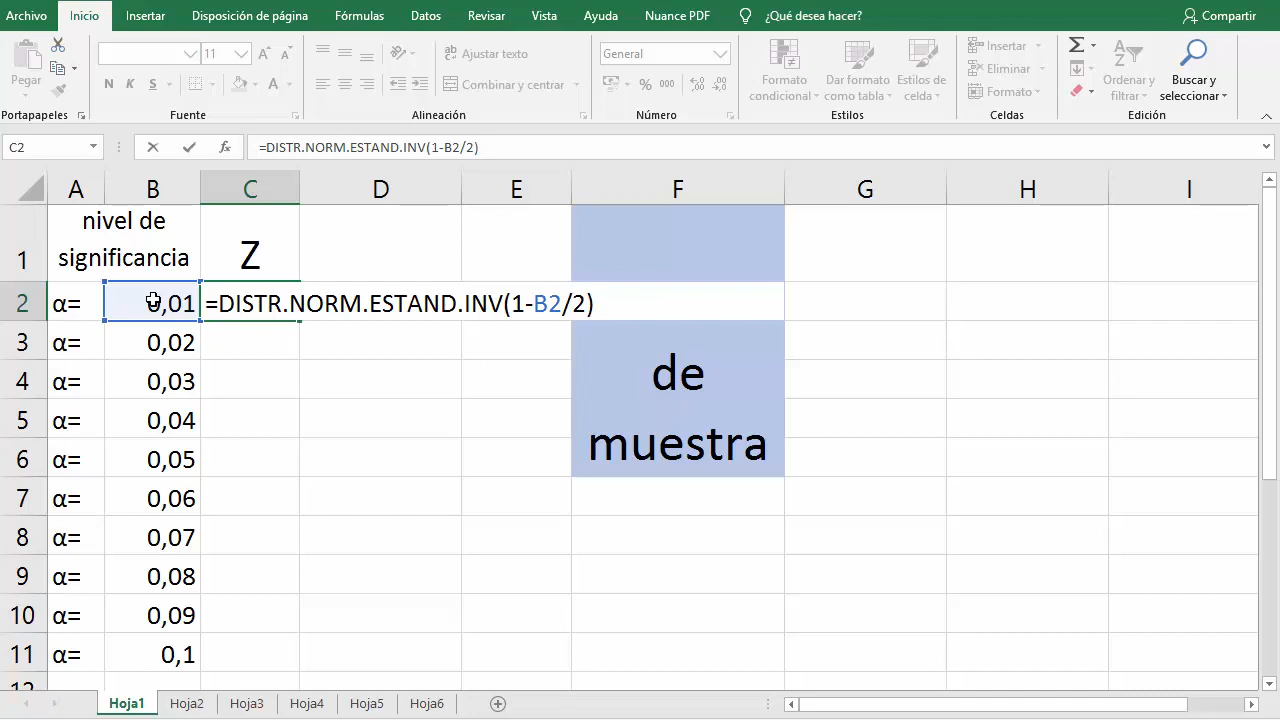 Archivo Inicio Insertar Disposición de página Fórmulas Datos Revisar Vista Ayuda Nuance PDF ¿Qué desea hacer? Compartir
Pegar
11
N K S
Ajustar texto
Combinar y centrar
General
% 000
Formato condicional
Dar formato como tabla
Estilos de celda
Insertar
Eliminar
Formato
Ordenar y filtrar
Buscar y seleccionar
Portapapeles Fuente Alineación Número Estilos Celdas Edición
C2 fx =DISTR.NORM.ESTAND.INV(1-B2/2)
A B C D E F G H I
nivel de
1 significancia Z
2 α= 0,01 =DISTR.NORM.ESTAND.INV(1-B2/2)
3 α= 0,02
4 α= 0,03 de
5 α= 0,04
6 α= 0,05 muestra
7 α= 0,06
8 α= 0,07
9 α= 0,08
10 α= 0,09
11 α= 0,1
12
Hoja1 Hoja2 Hoja3 Hoja4 Hoja5 Hoja6